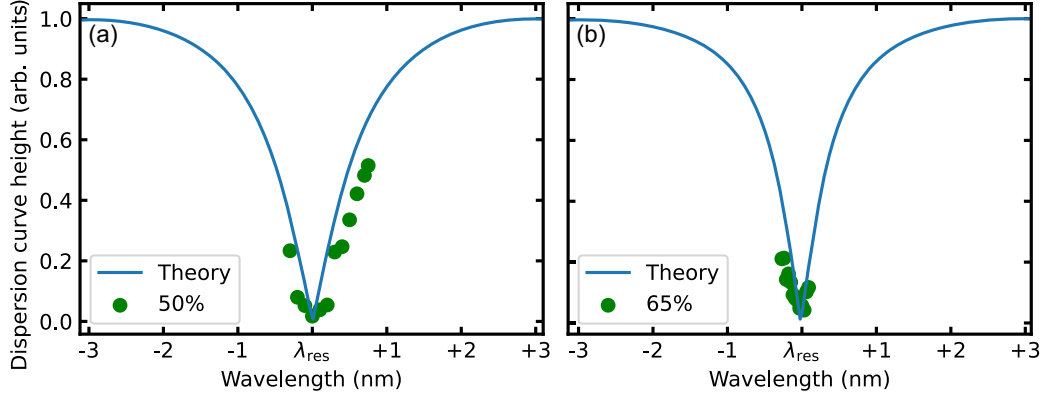 Dispersion curve height (arb. units)
1.0
0.8
0.6
0.4
0.2
0.0
(a)
Theory
50%
-3 -2 -1 λres +1 +2 +3
Wavelength (nm)
(b)
Theory
65%
-3 -2 -1 λres +1 +2 +3
Wavelength (nm)